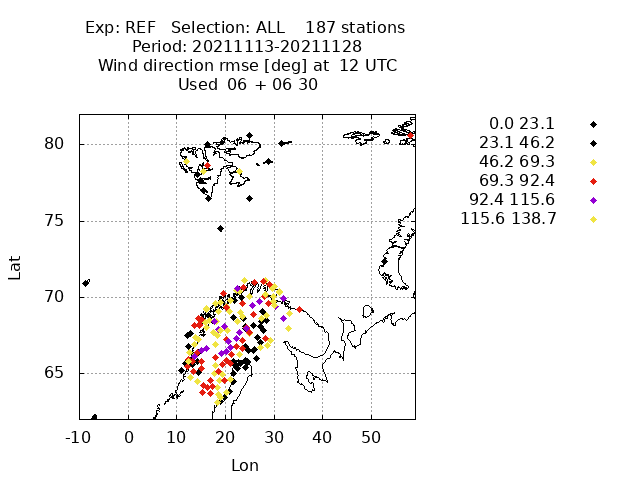 Exp: REF   Selection: ALL    187 stations
Period: 20211113-20211128
Wind direction rmse [deg] at  12 UTC
Used  06 + 06 30
0.0 23.1
23.1 46.2
46.2 69.3
69.3 92.4
92.4 115.6
115.6 138.7
80
75
70
65
Lat
-10 0 10 20 30 40 50
Lon